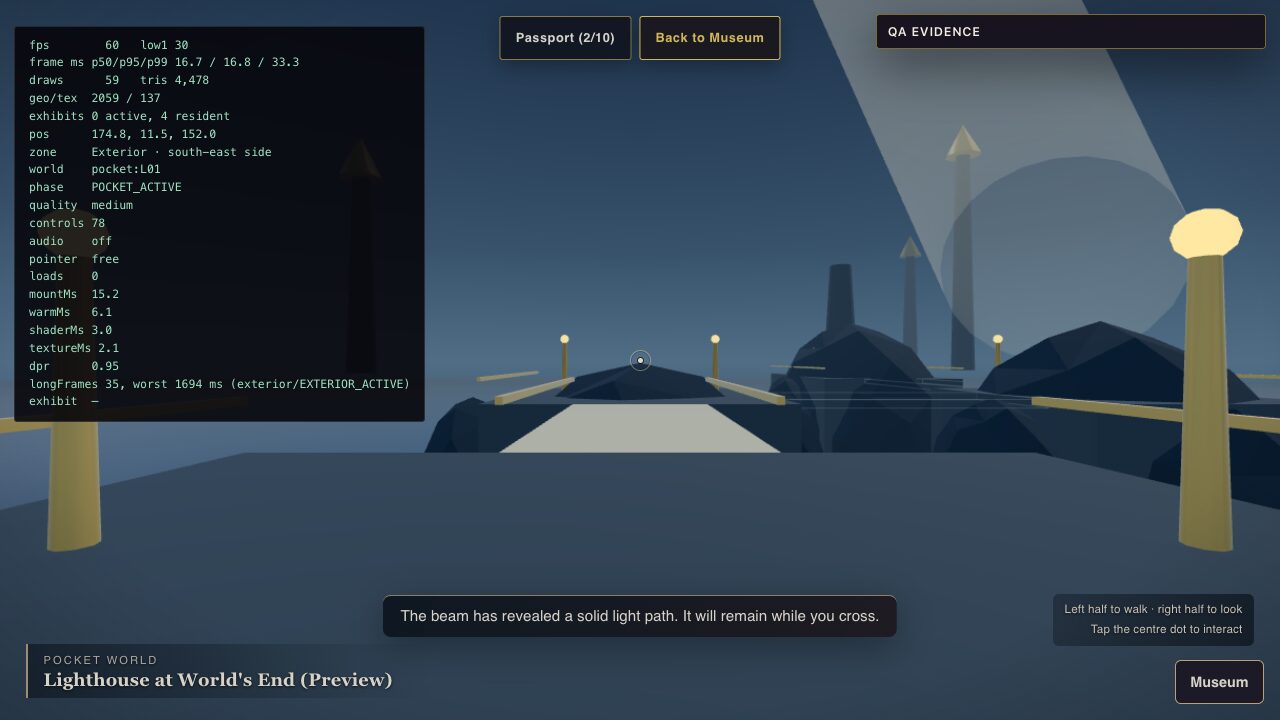 fps 60 low1 30
frame ms p50/p95/p99 16.7 / 16.8 / 33.3
draws 59 tris 4,478
geo/tex 2059 / 137
exhibits 0 active, 4 resident
pos 174.8, 11.5, 152.0
zone Exterior · south-east side
world pocket:L01
phase POCKET_ACTIVE
quality medium
controls 78
audio off
pointer free
loads 0
mountMs 15.2
warmMs 6.1
shaderMs 3.0
textureMs 2.1
dpr 0.95
longFrames 35, worst 1694 ms (exterior/EXTERIOR_ACTIVE)
exhibit —
Passport (2/10)
Back to Museum
QA EVIDENCE
The beam has revealed a solid light path. It will remain while you cross.
Left half to walk · right half to look
Tap the centre dot to interact
POCKET WORLD
Lighthouse at World's End (Preview)
Museum